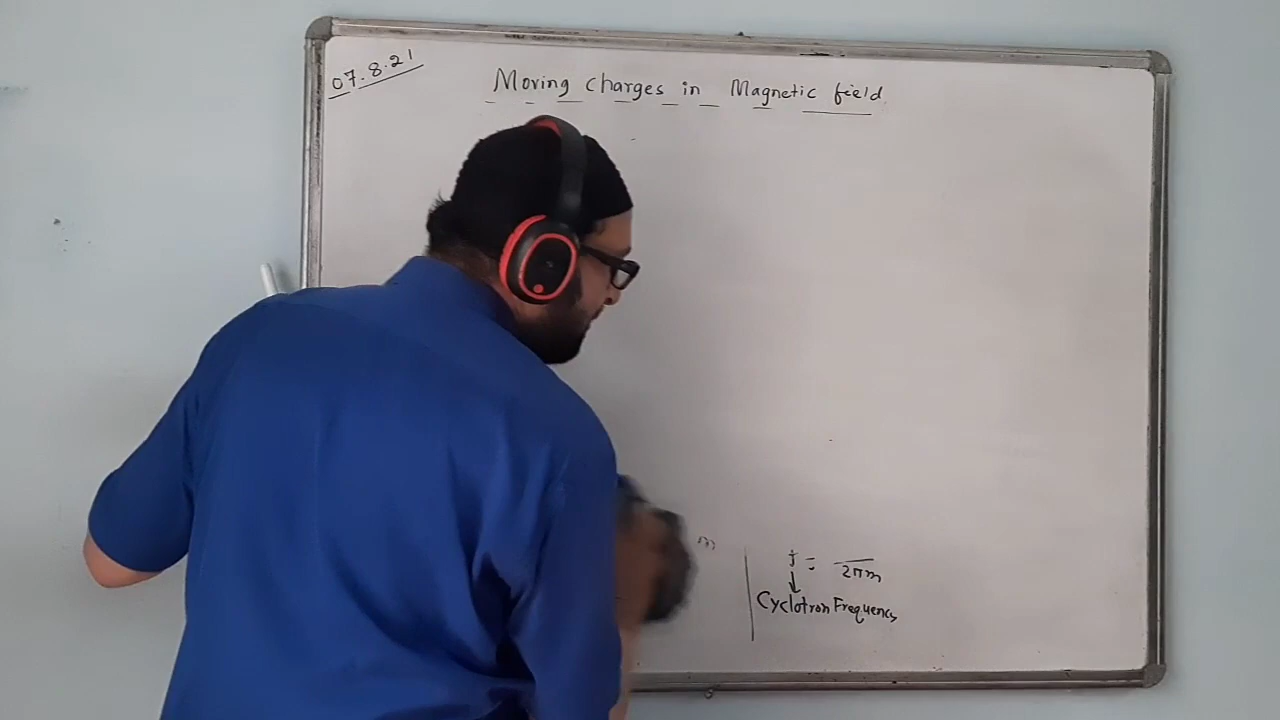 07.8.21
Moving charges in Magnetic field
f =
2πm
Cyclotron Frequency